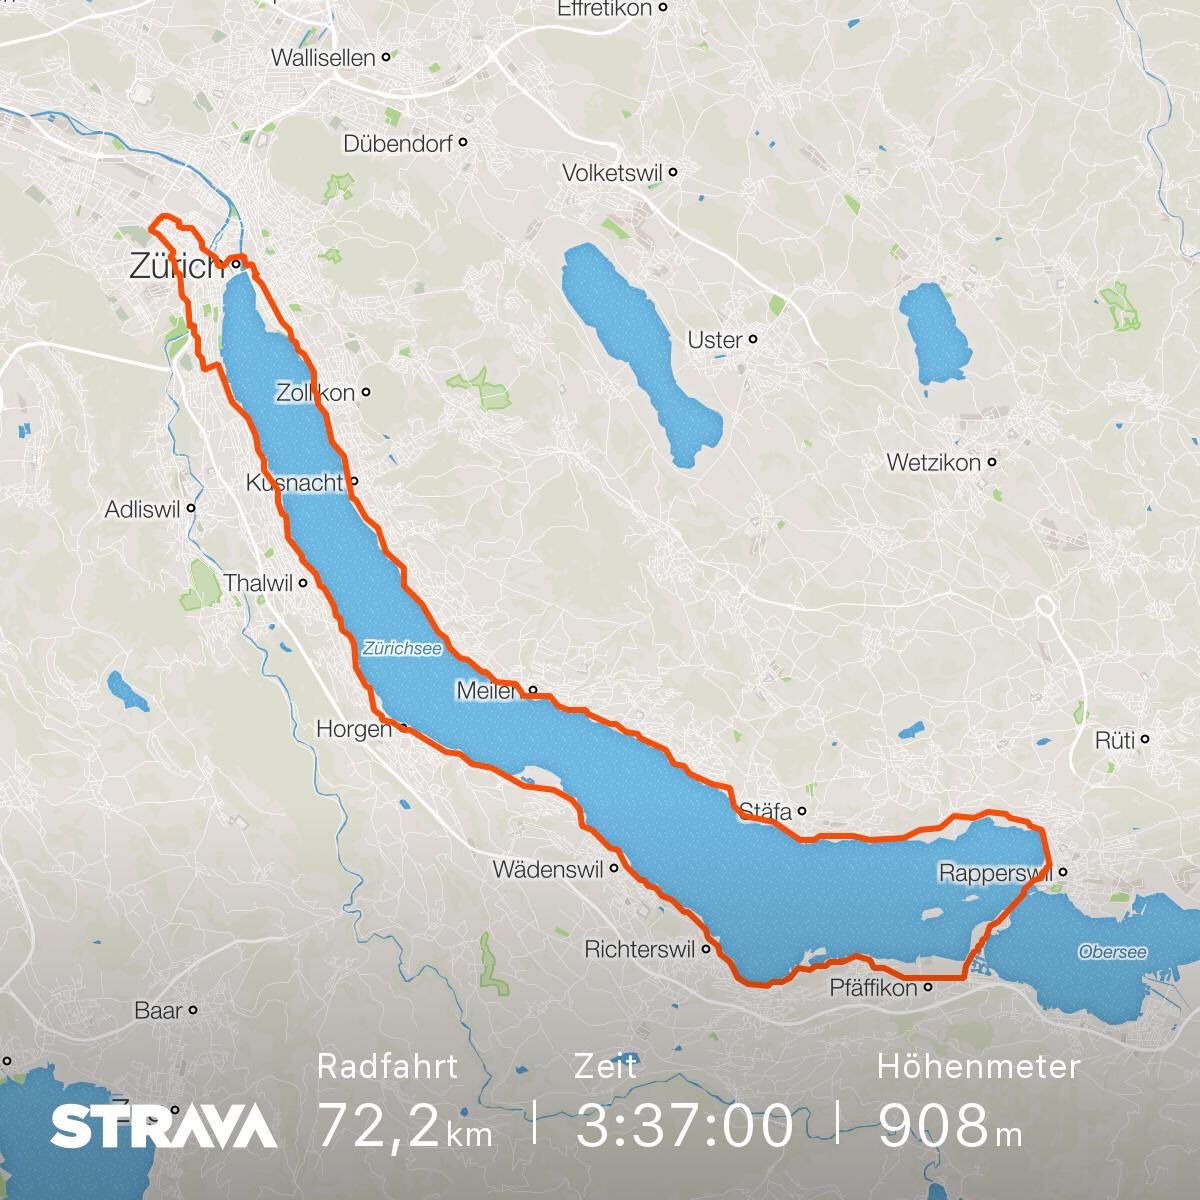 Effretikon
Wallisellen
Dübendorf
Volketswil
Zürich
Uster
Zollikon
Wetzikon
Küsnacht
Adliswil
Thalwil
Zürichsee
Meilen
Horgen
Rüti
Stäfa
Wädenswil
Rapperswil
Richterswil
Obersee
Pfäffikon
Baar
Radfahrt
Zeit
Höhenmeter
STRAVA
72,2 km
3:37:00
908 m